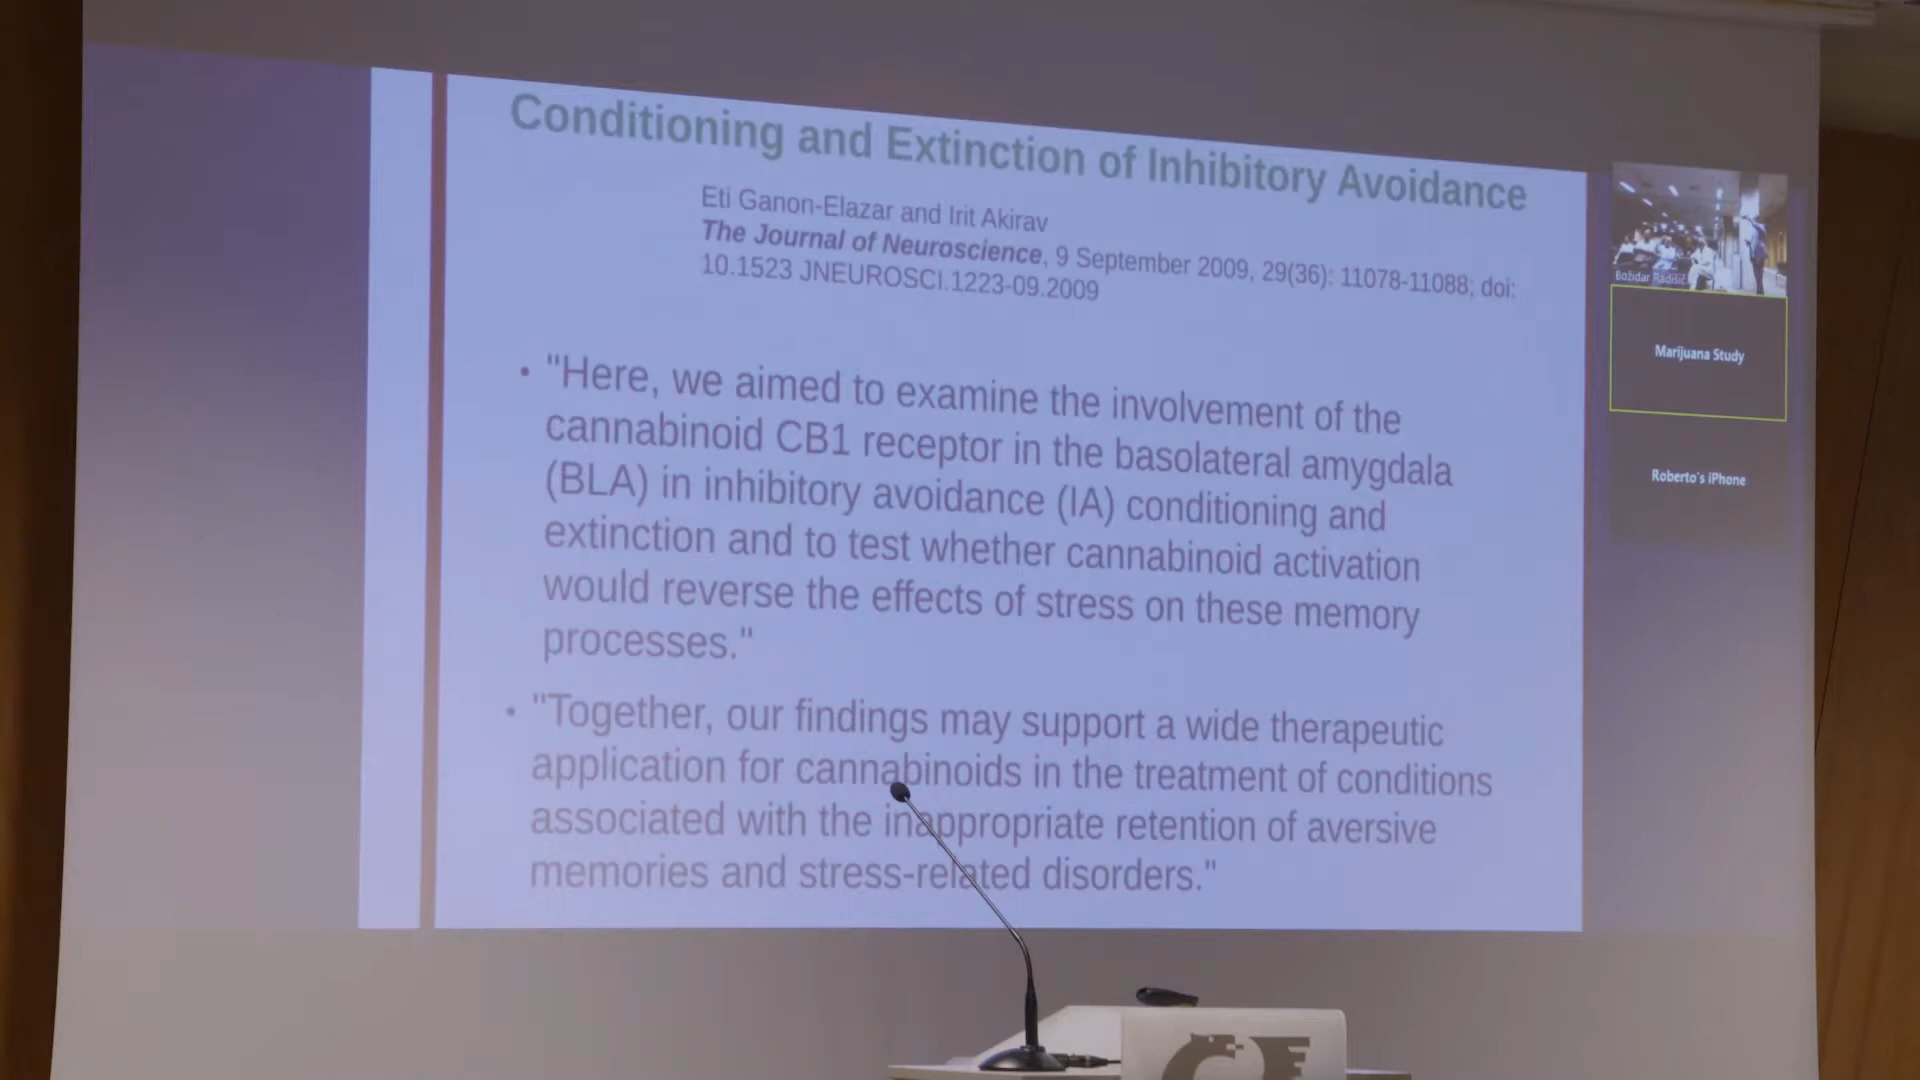 Conditioning and Extinction of Inhibitory Avoidance
Eti Ganon-Elazar and Irit Akirav
The Journal of Neuroscience, 9 September 2009, 29(36): 11078-11088; doi:
10.1523 JNEUROSCI.1223-09.2009
• "Here, we aimed to examine the involvement of the
cannabinoid CB1 receptor in the basolateral amygdala
(BLA) in inhibitory avoidance (IA) conditioning and
extinction and to test whether cannabinoid activation
would reverse the effects of stress on these memory
processes."
• "Together, our findings may support a wide therapeutic
application for cannabinoids in the treatment of conditions
associated with the inappropriate retention of aversive
memories and stress-related disorders."
Božidar Radišič
Marijuana Study
Roberto's iPhone